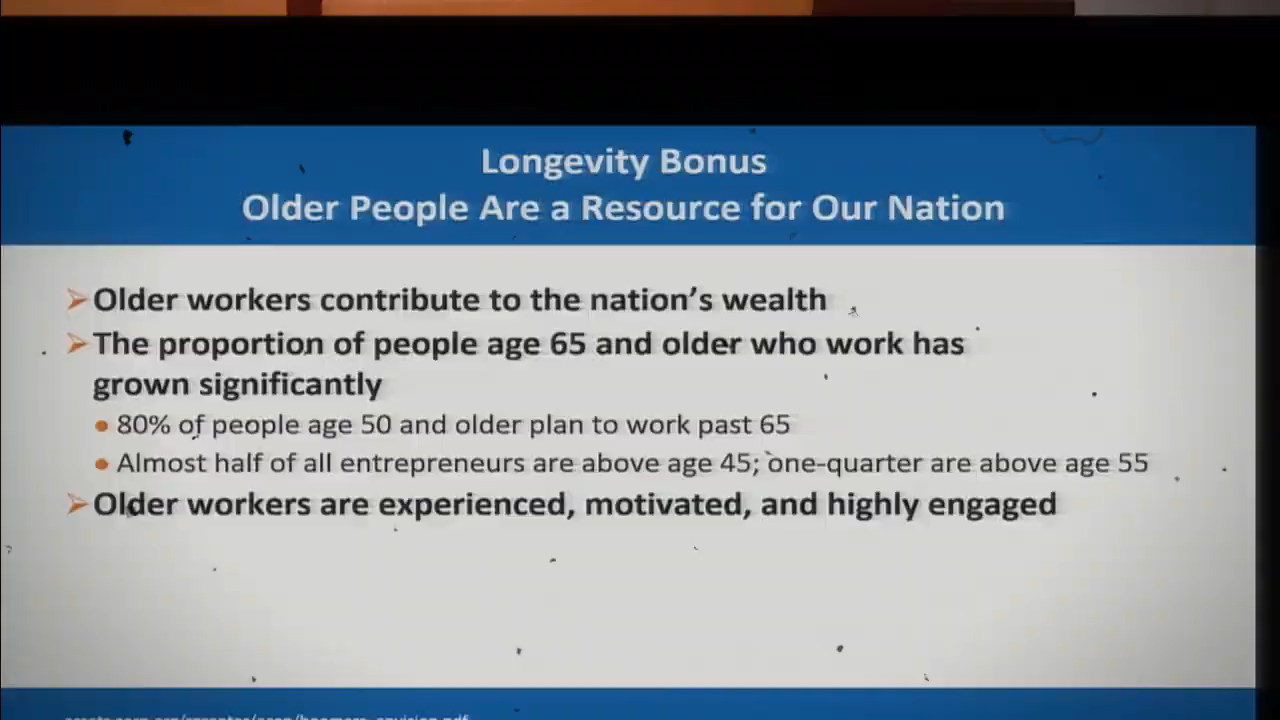 Longevity Bonus
Older People Are a Resource for Our Nation
Older workers contribute to the nation's wealth
The proportion of people age 65 and older who work has
grown significantly
80% of people age 50 and older plan to work past 65
Almost half of all entrepreneurs are above age 45; one-quarter are above age 55
Older workers are experienced, motivated, and highly engaged